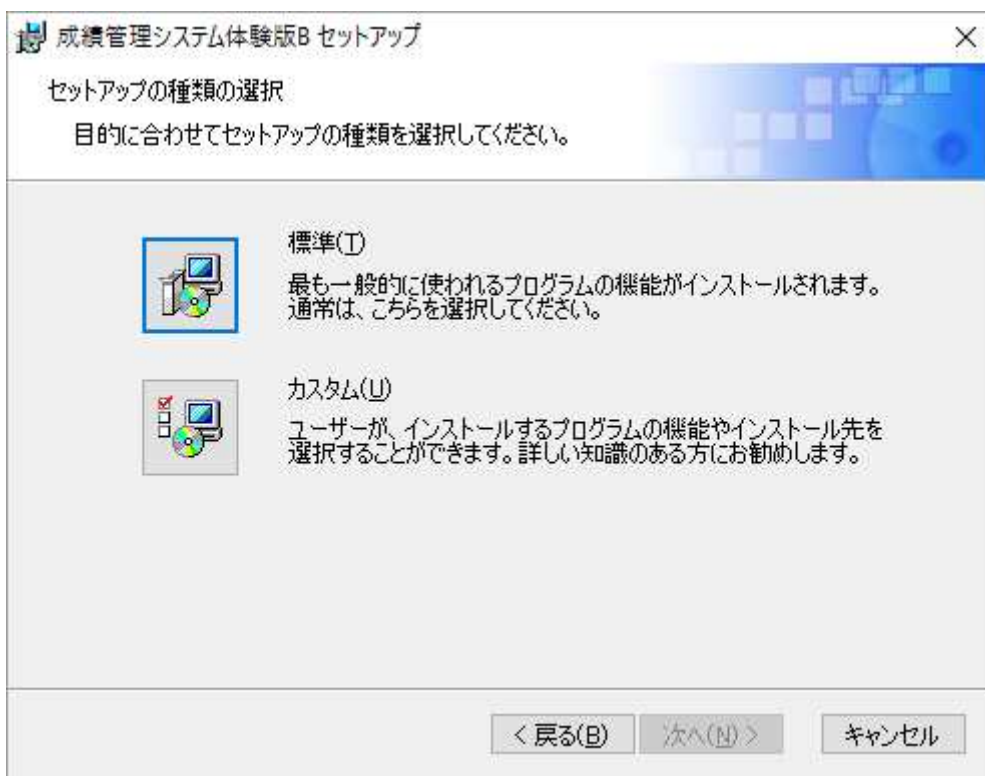 成績管理システム体験版B セットアップ
セットアップの種類の選択
目的に合わせてセットアップの種類を選択してください。
標準(T)
最も一般的に使われるプログラムの機能がインストールされます。
通常は、こちらを選択してください。
カスタム(U)
ユーザーが、インストールするプログラムの機能やインストール先を
選択することができます。詳しい知識のある方にお勧めします。
< 戻る(B)
次へ(N) >
キャンセル